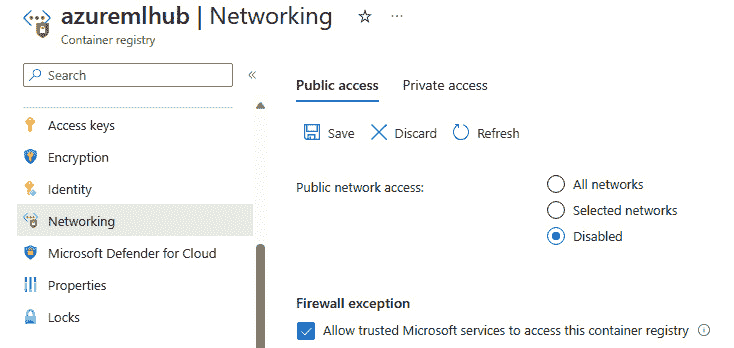 azuremlhub | Networking
Container registry
Search
Access keys
Encryption
Identity
Networking
Microsoft Defender for Cloud
Properties
Locks
Public access
Private access
Save
Discard
Refresh
Public network access:
All networks
Selected networks
Disabled
Firewall exception
Allow trusted Microsoft services to access this container registry